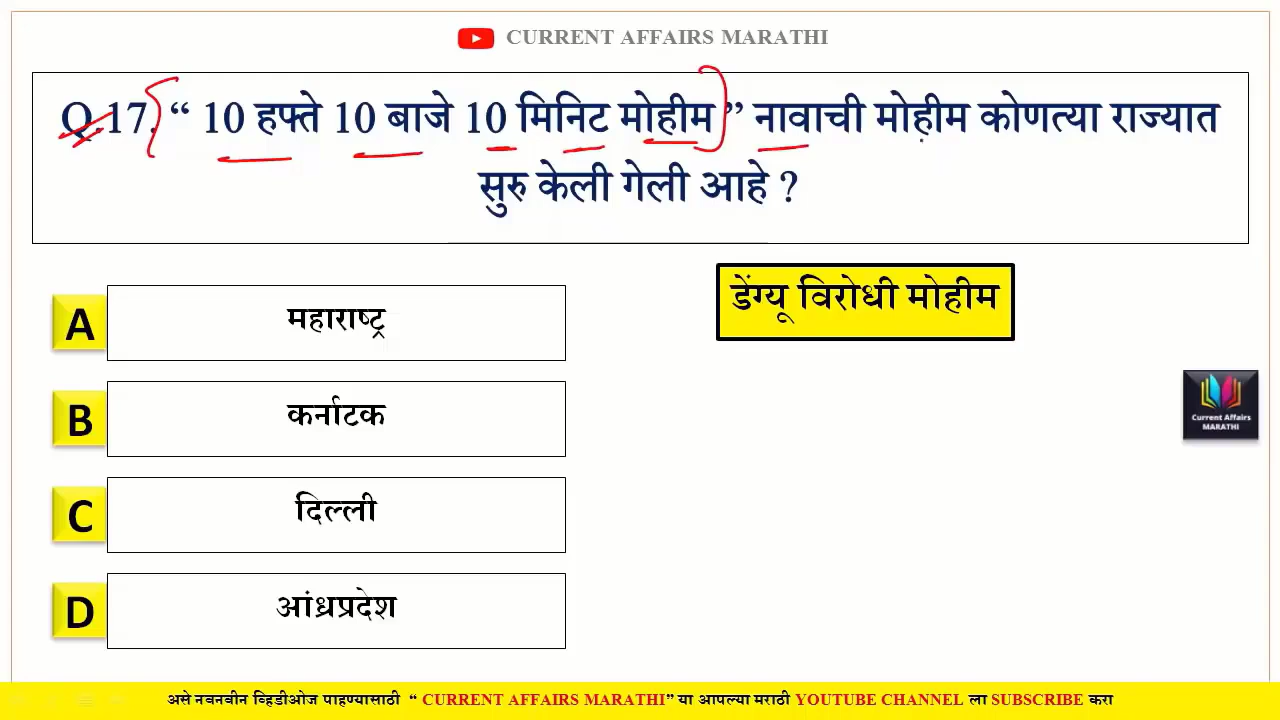 CURRENT AFFAIRS MARATHI
Q.17. “ 10 हफ्ते 10 बाजे 10 मिनिट मोहीम ” नावाची मोहीम कोणत्या राज्यात
सुरु केली गेली आहे ?
डेंग्यू विरोधी मोहीम
A महाराष्ट्र
B कर्नाटक
C दिल्ली
D आंध्रप्रदेश
Current Affairs
MARATHI
असे नवनवीन व्हिडीओज पाहण्यासाठी “ CURRENT AFFAIRS MARATHI” या आपल्या मराठी YOUTUBE CHANNEL ला SUBSCRIBE करा